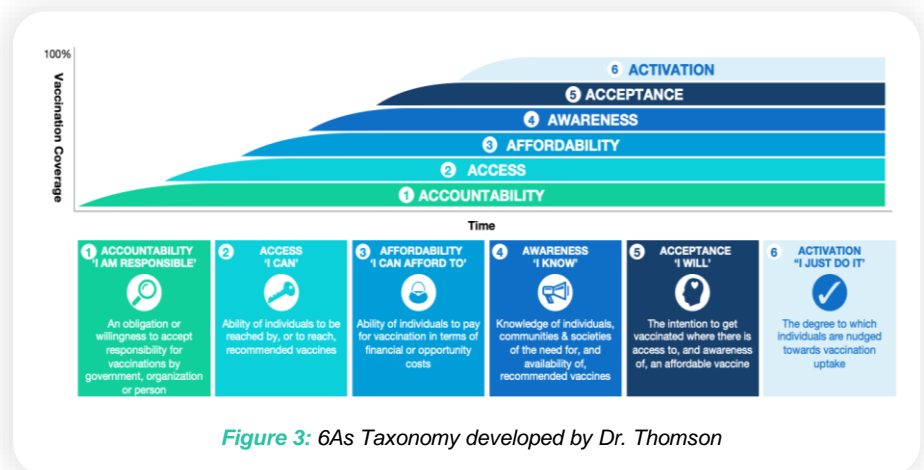 100%
Vaccination Coverage
6 ACTIVATION
5 ACCEPTANCE
4 AWARENESS
3 AFFORDABILITY
2 ACCESS
1 ACCOUNTABILITY
Time
1 ACCOUNTABILITY
'I AM RESPONSIBLE'
An obligation or
willingness to accept
responsibility for
vaccinations by
government, organization
or person
2 ACCESS
'I CAN'
Ability of individuals to be
reached by, or to reach,
recommended vaccines
3 AFFORDABILITY
'I CAN AFFORD TO'
Ability of individuals to pay
for vaccination in terms of
financial or opportunity
costs
4 AWARENESS
'I KNOW'
Knowledge of individuals,
communities & societies
of the need for, and
availability of,
recommended vaccines
5 ACCEPTANCE
'I WILL'
The intention to get
vaccinated where there is
access to, and awareness
of, an affordable vaccine
6 ACTIVATION
"I JUST DO IT'
The degree to which
individuals are nudged
towards vaccination
uptake
Figure 3: 6As Taxonomy developed by Dr. Thomson